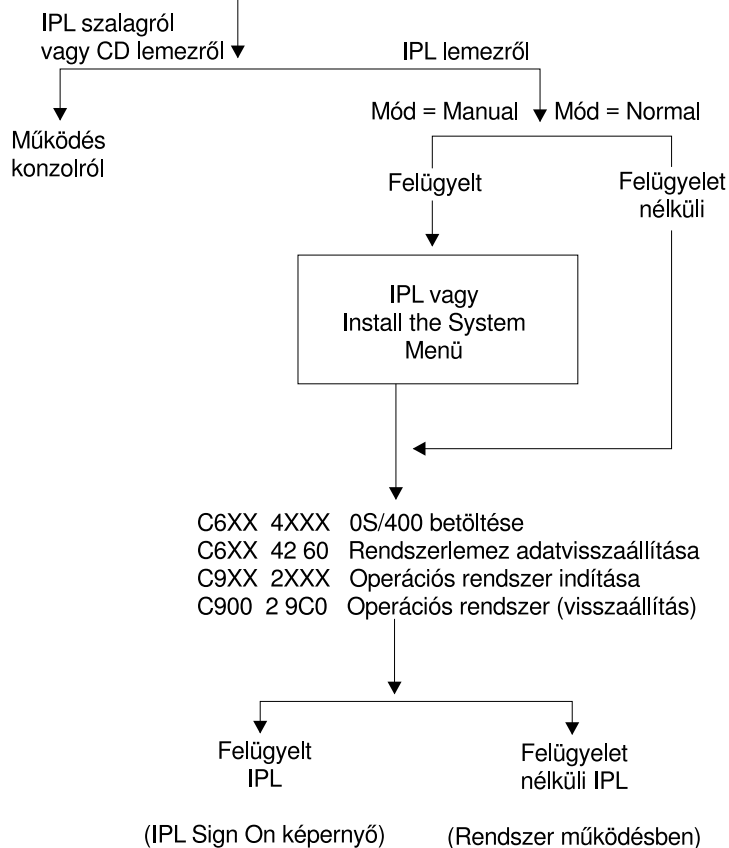 IPL szalagról
vagy CD lemezről
IPL lemezről
Működés
konzolról
Mód = Manual
Mód = Normal
Felügyelt
Felügyelet
nélküli
IPL vagy
Install the System
Menü
C6XX 4XXX 0S/400 betöltése
C6XX 42 60 Rendszerlemez adatvisszaállítása
C9XX 2XXX Operációs rendszer indítása
C900 2 9C0 Operációs rendszer (visszaállítás)
Felügyelt
IPL
Felügyelet
nélküli IPL
(IPL Sign On képernyő)
(Rendszer működésben)